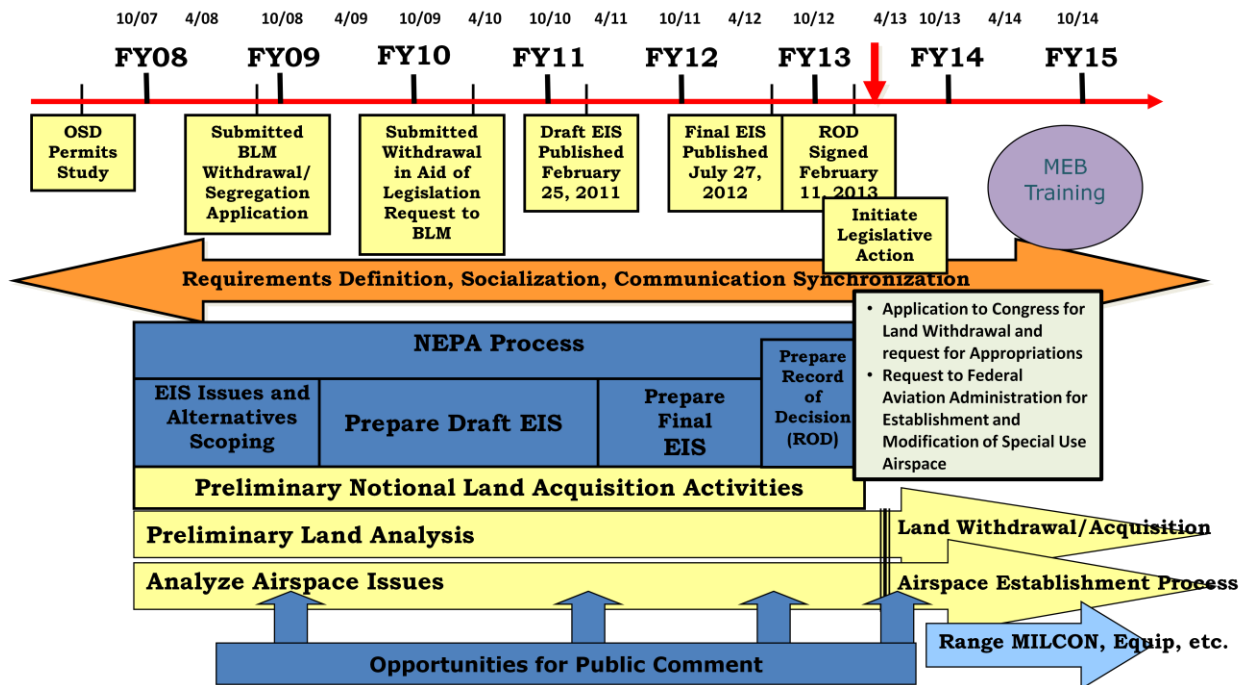 10/07 4/08 10/08 4/09 10/09 4/10 10/10 4/11 10/11 4/12 10/12 4/13 10/13 4/14 10/14
FY08 FY09 FY10 FY11 FY12 FY13 FY14 FY15
OSD
Permits
Study
Submitted
BLM
Withdrawal/
Segregation
Application
Submitted
Withdrawal
in Aid of
Legislation
Request to
BLM
Draft EIS
Published
February
25, 2011
Final EIS
Published
July 27,
2012
ROD
Signed
February
11, 2013
Initiate
Legislative
Action
MEB
Training
Requirements Definition, Socialization, Communication Synchronization
• Application to Congress for
Land Withdrawal and
request for Appropriations
• Request to Federal
Aviation Administration for
Establishment and
Modification of Special Use
Airspace
NEPA Process
EIS Issues and
Alternatives
Scoping
Prepare Draft EIS
Prepare
Final
EIS
Prepare
Record
of
Decision
(ROD)
Preliminary Notional Land Acquisition Activities
Preliminary Land Analysis
Land Withdrawal/Acquisition
Analyze Airspace Issues
Airspace Establishment Process
Opportunities for Public Comment
Range MILCON, Equip, etc.